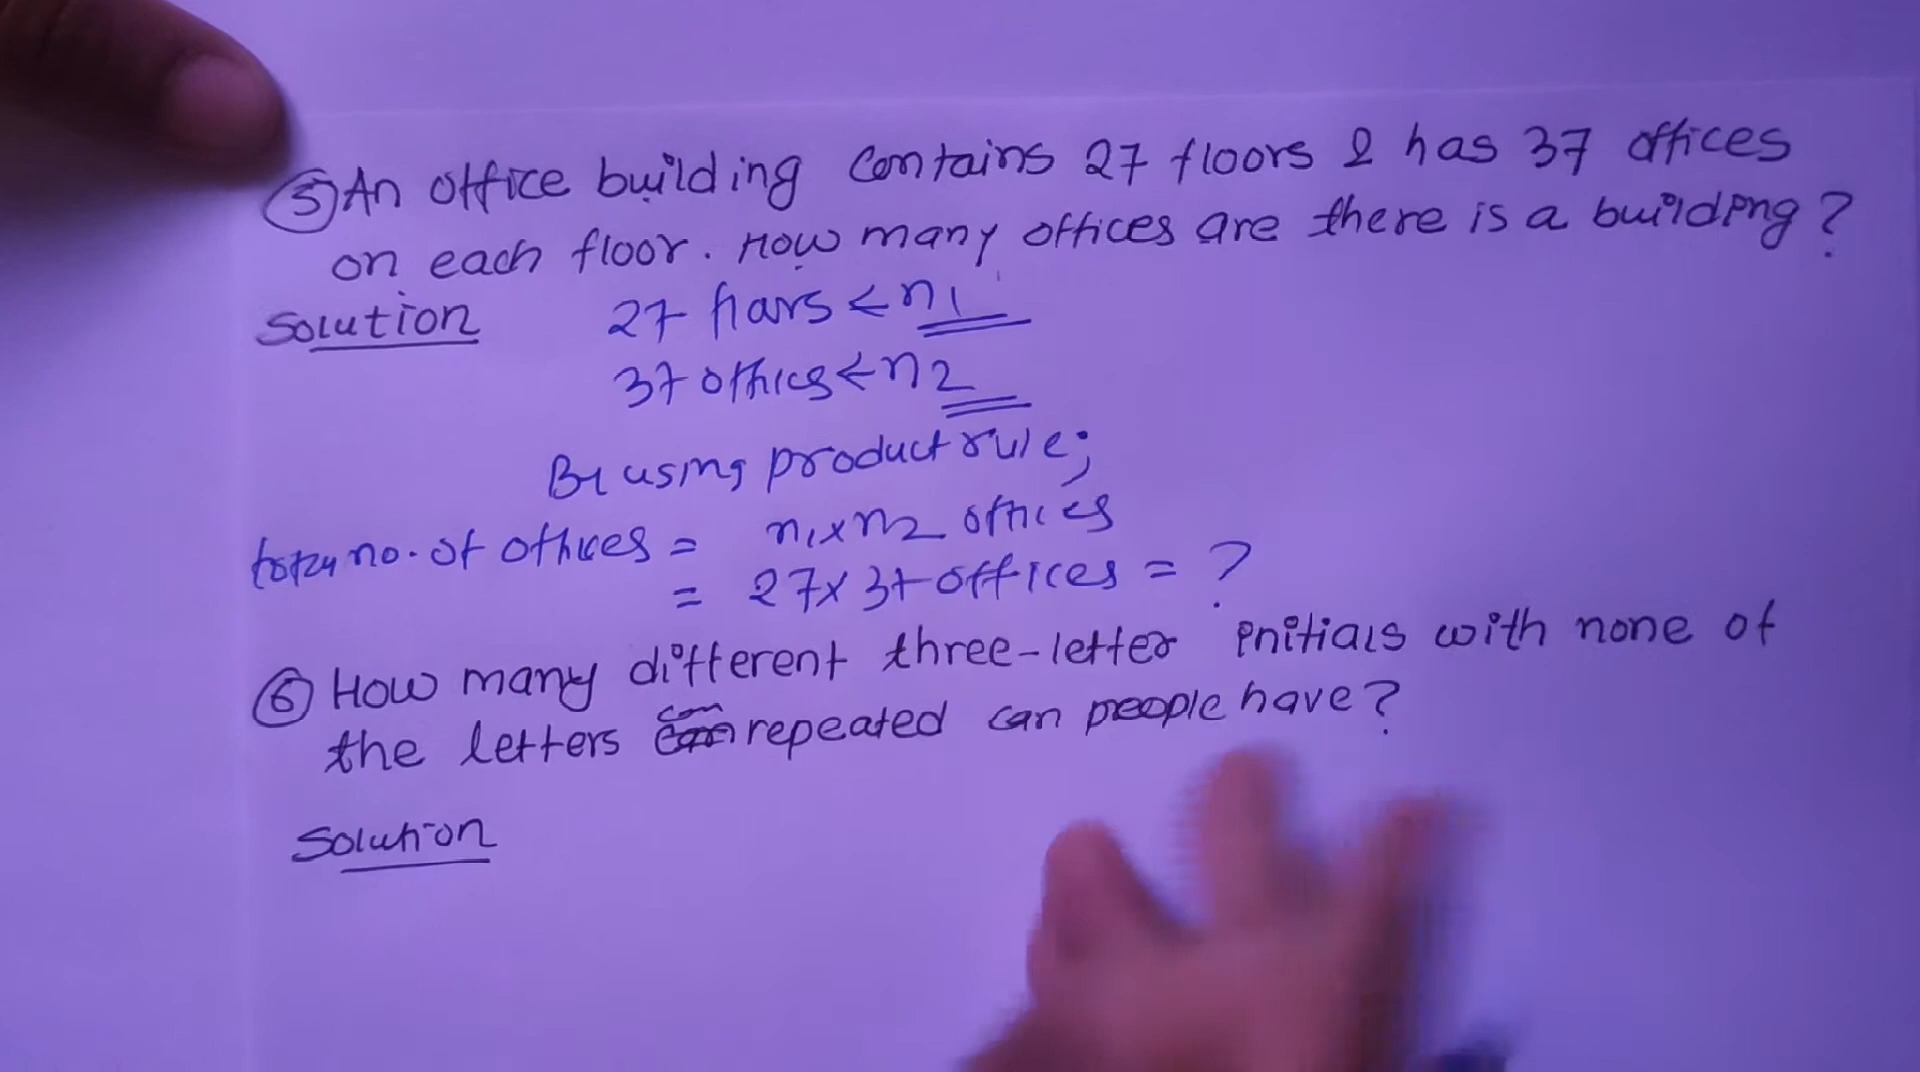 ⑤ An office building contains 27 floors & has 37 offices
on each floor. How many offices are there is a building?
Solution 27 floors ← n1
37 offices ← n2
By using product rule;
total no. of offices = n1 x n2 offices
= 27 x 37 offices = ?
⑥ How many different three-letter initials with none of
the letters can repeated can people have?
Solution